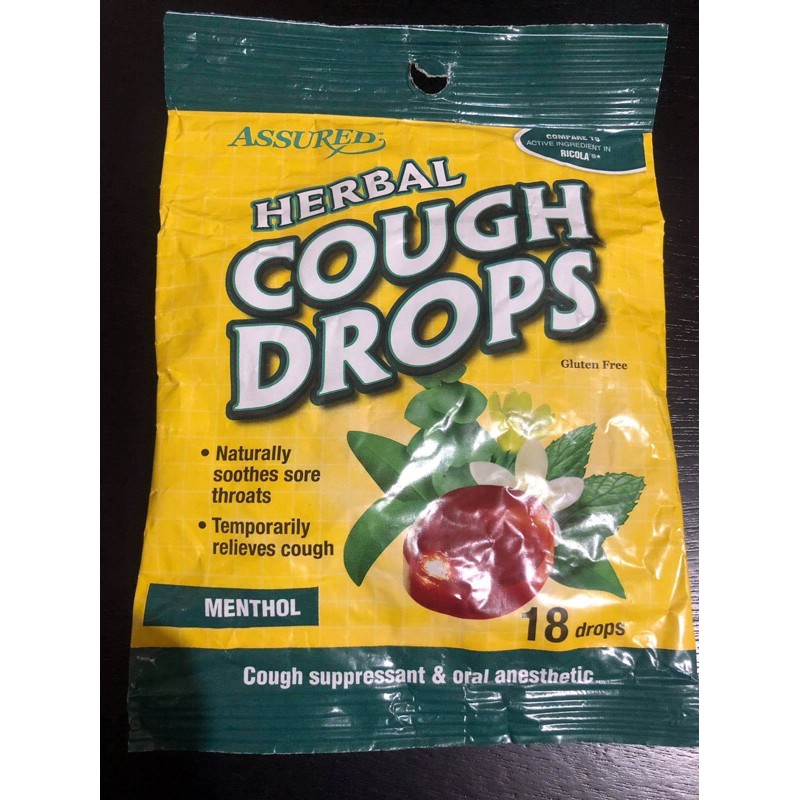 ASSURED
COMPARE TO
ACTIVE INGREDIENT IN
RICOLA®*
HERBAL
COUGH
DROPS
Gluten Free
• Naturally
soothes sore
throats
• Temporarily
relieves cough
MENTHOL
18 drops
Cough suppressant & oral anesthetic